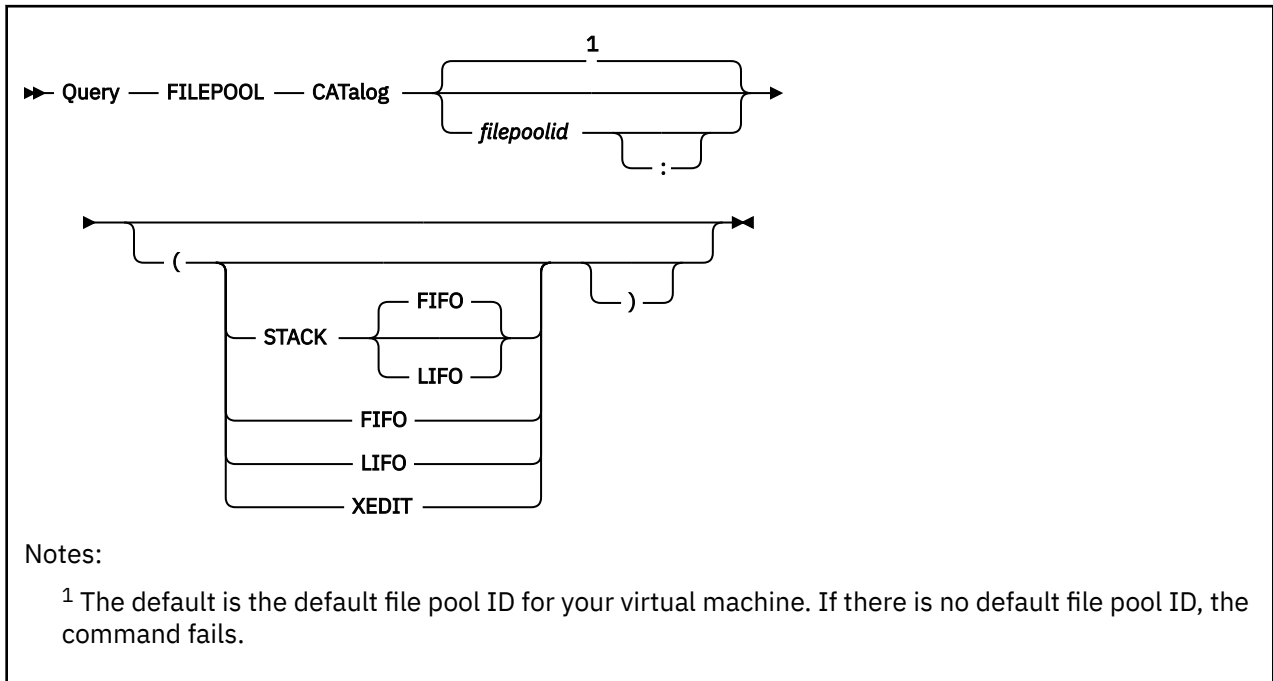 1
Query FILEPOOL CATalog
filepoolid
:
(
FIFO
)
STACK
LIFO
FIFO
LIFO
XEDIT
Notes:
1 The default is the default file pool ID for your virtual machine. If there is no default file pool ID, the
command fails.